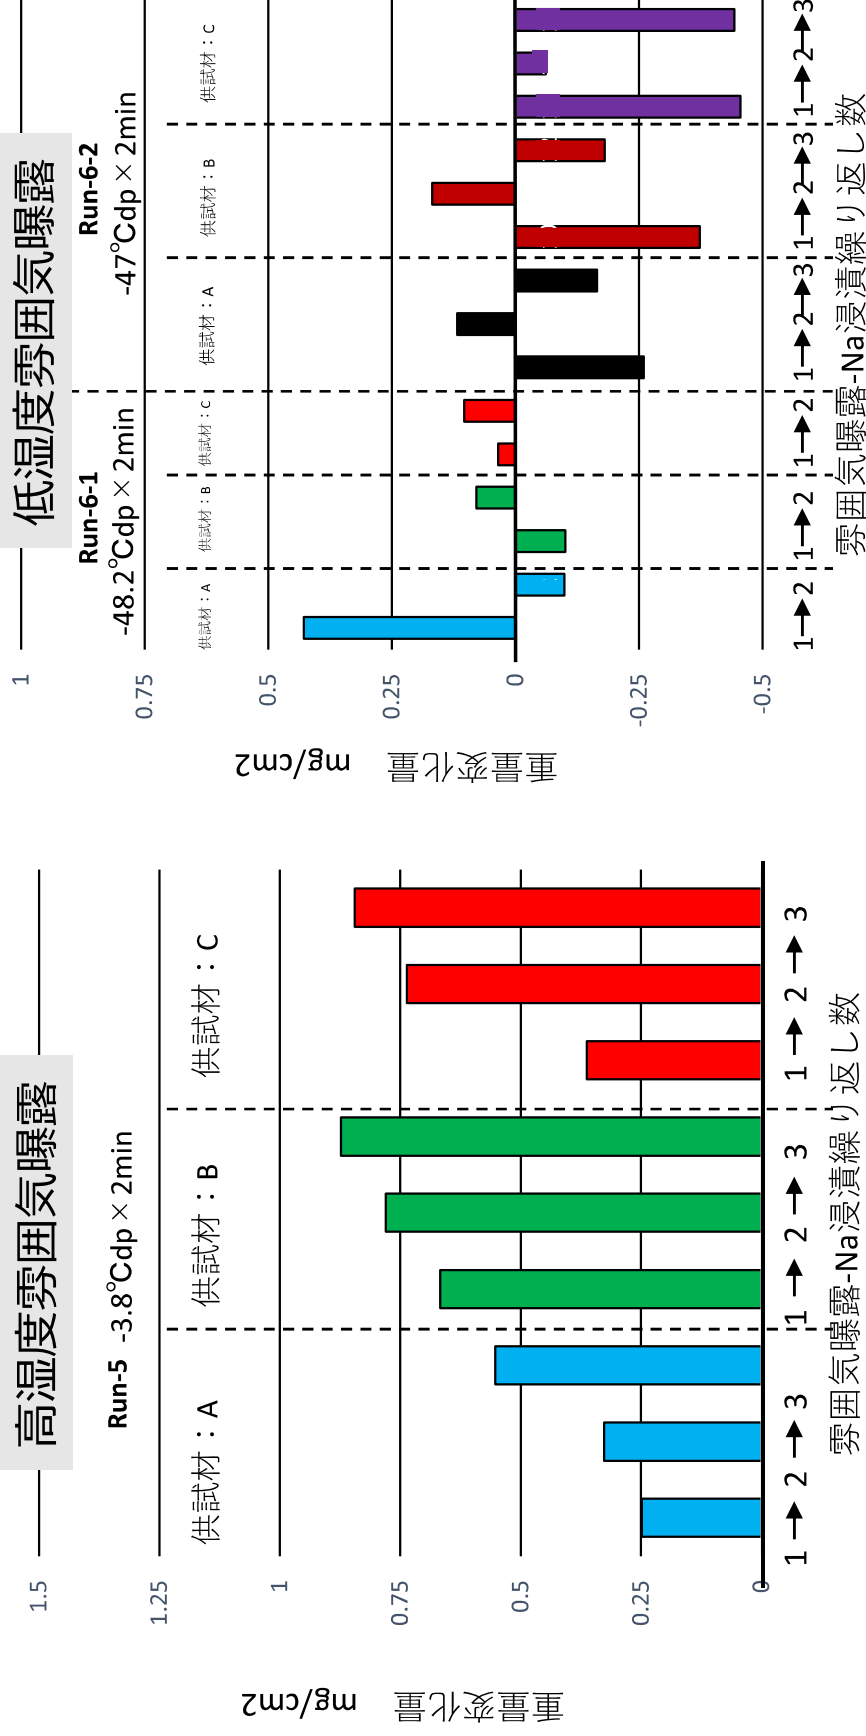 高湿度雰囲気曝露
Run-5 -3.8℃dp×2min
供試材：A
供試材：B
供試材：C
1.5
1.25
1
0.75
0.5
0.25
0
重量変化量 mg/cm2
1→2→3
1→2→3
1→2→3
雰囲気曝露-Na浸漬繰り返し数
低湿度雰囲気曝露
Run-6-1
-48.2℃dp×2min
Run-6-2
-47℃dp×2min
供試材：A
供試材：B
供試材：C
供試材：A
供試材：B
供試材：C
1
0.75
0.5
0.25
0
-0.25
-0.5
重量変化量 mg/cm2
1→2
1→2
1→2
1→2→3
1→2→3
1→2→3
雰囲気曝露-Na浸漬繰り返し数